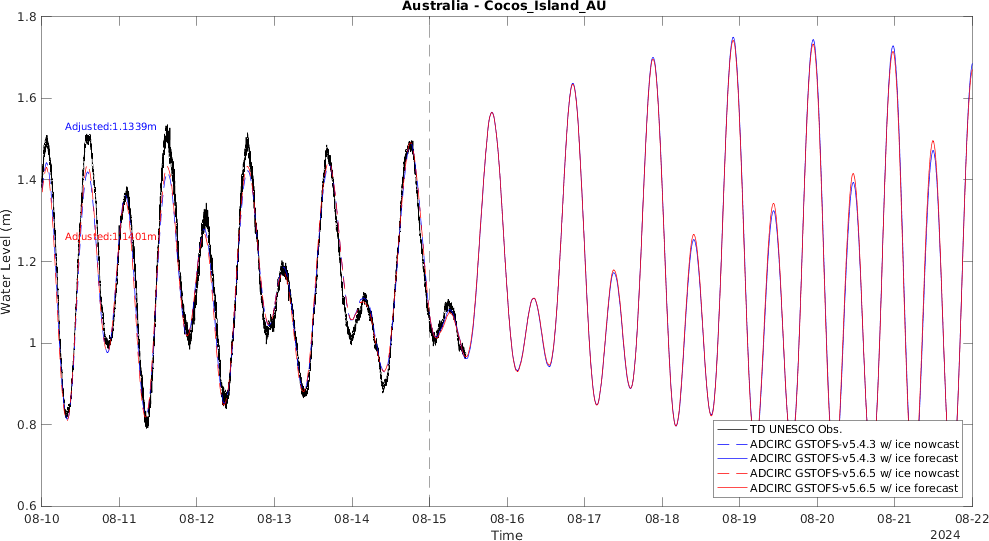 Australia - Cocos_Island_AU
1.8
1.6
1.4
1.2
1
0.8
0.6
Water Level (m)
Adjusted:1.1339m
Adjusted:1.1401m
TD UNESCO Obs.
ADCIRC GSTOFS-v5.4.3 w/ ice nowcast
ADCIRC GSTOFS-v5.4.3 w/ ice forecast
ADCIRC GSTOFS-v5.6.5 w/ ice nowcast
ADCIRC GSTOFS-v5.6.5 w/ ice forecast
08-10 08-11 08-12 08-13 08-14 08-15 08-16 08-17 08-18 08-19 08-20 08-21 08-22
Time
2024